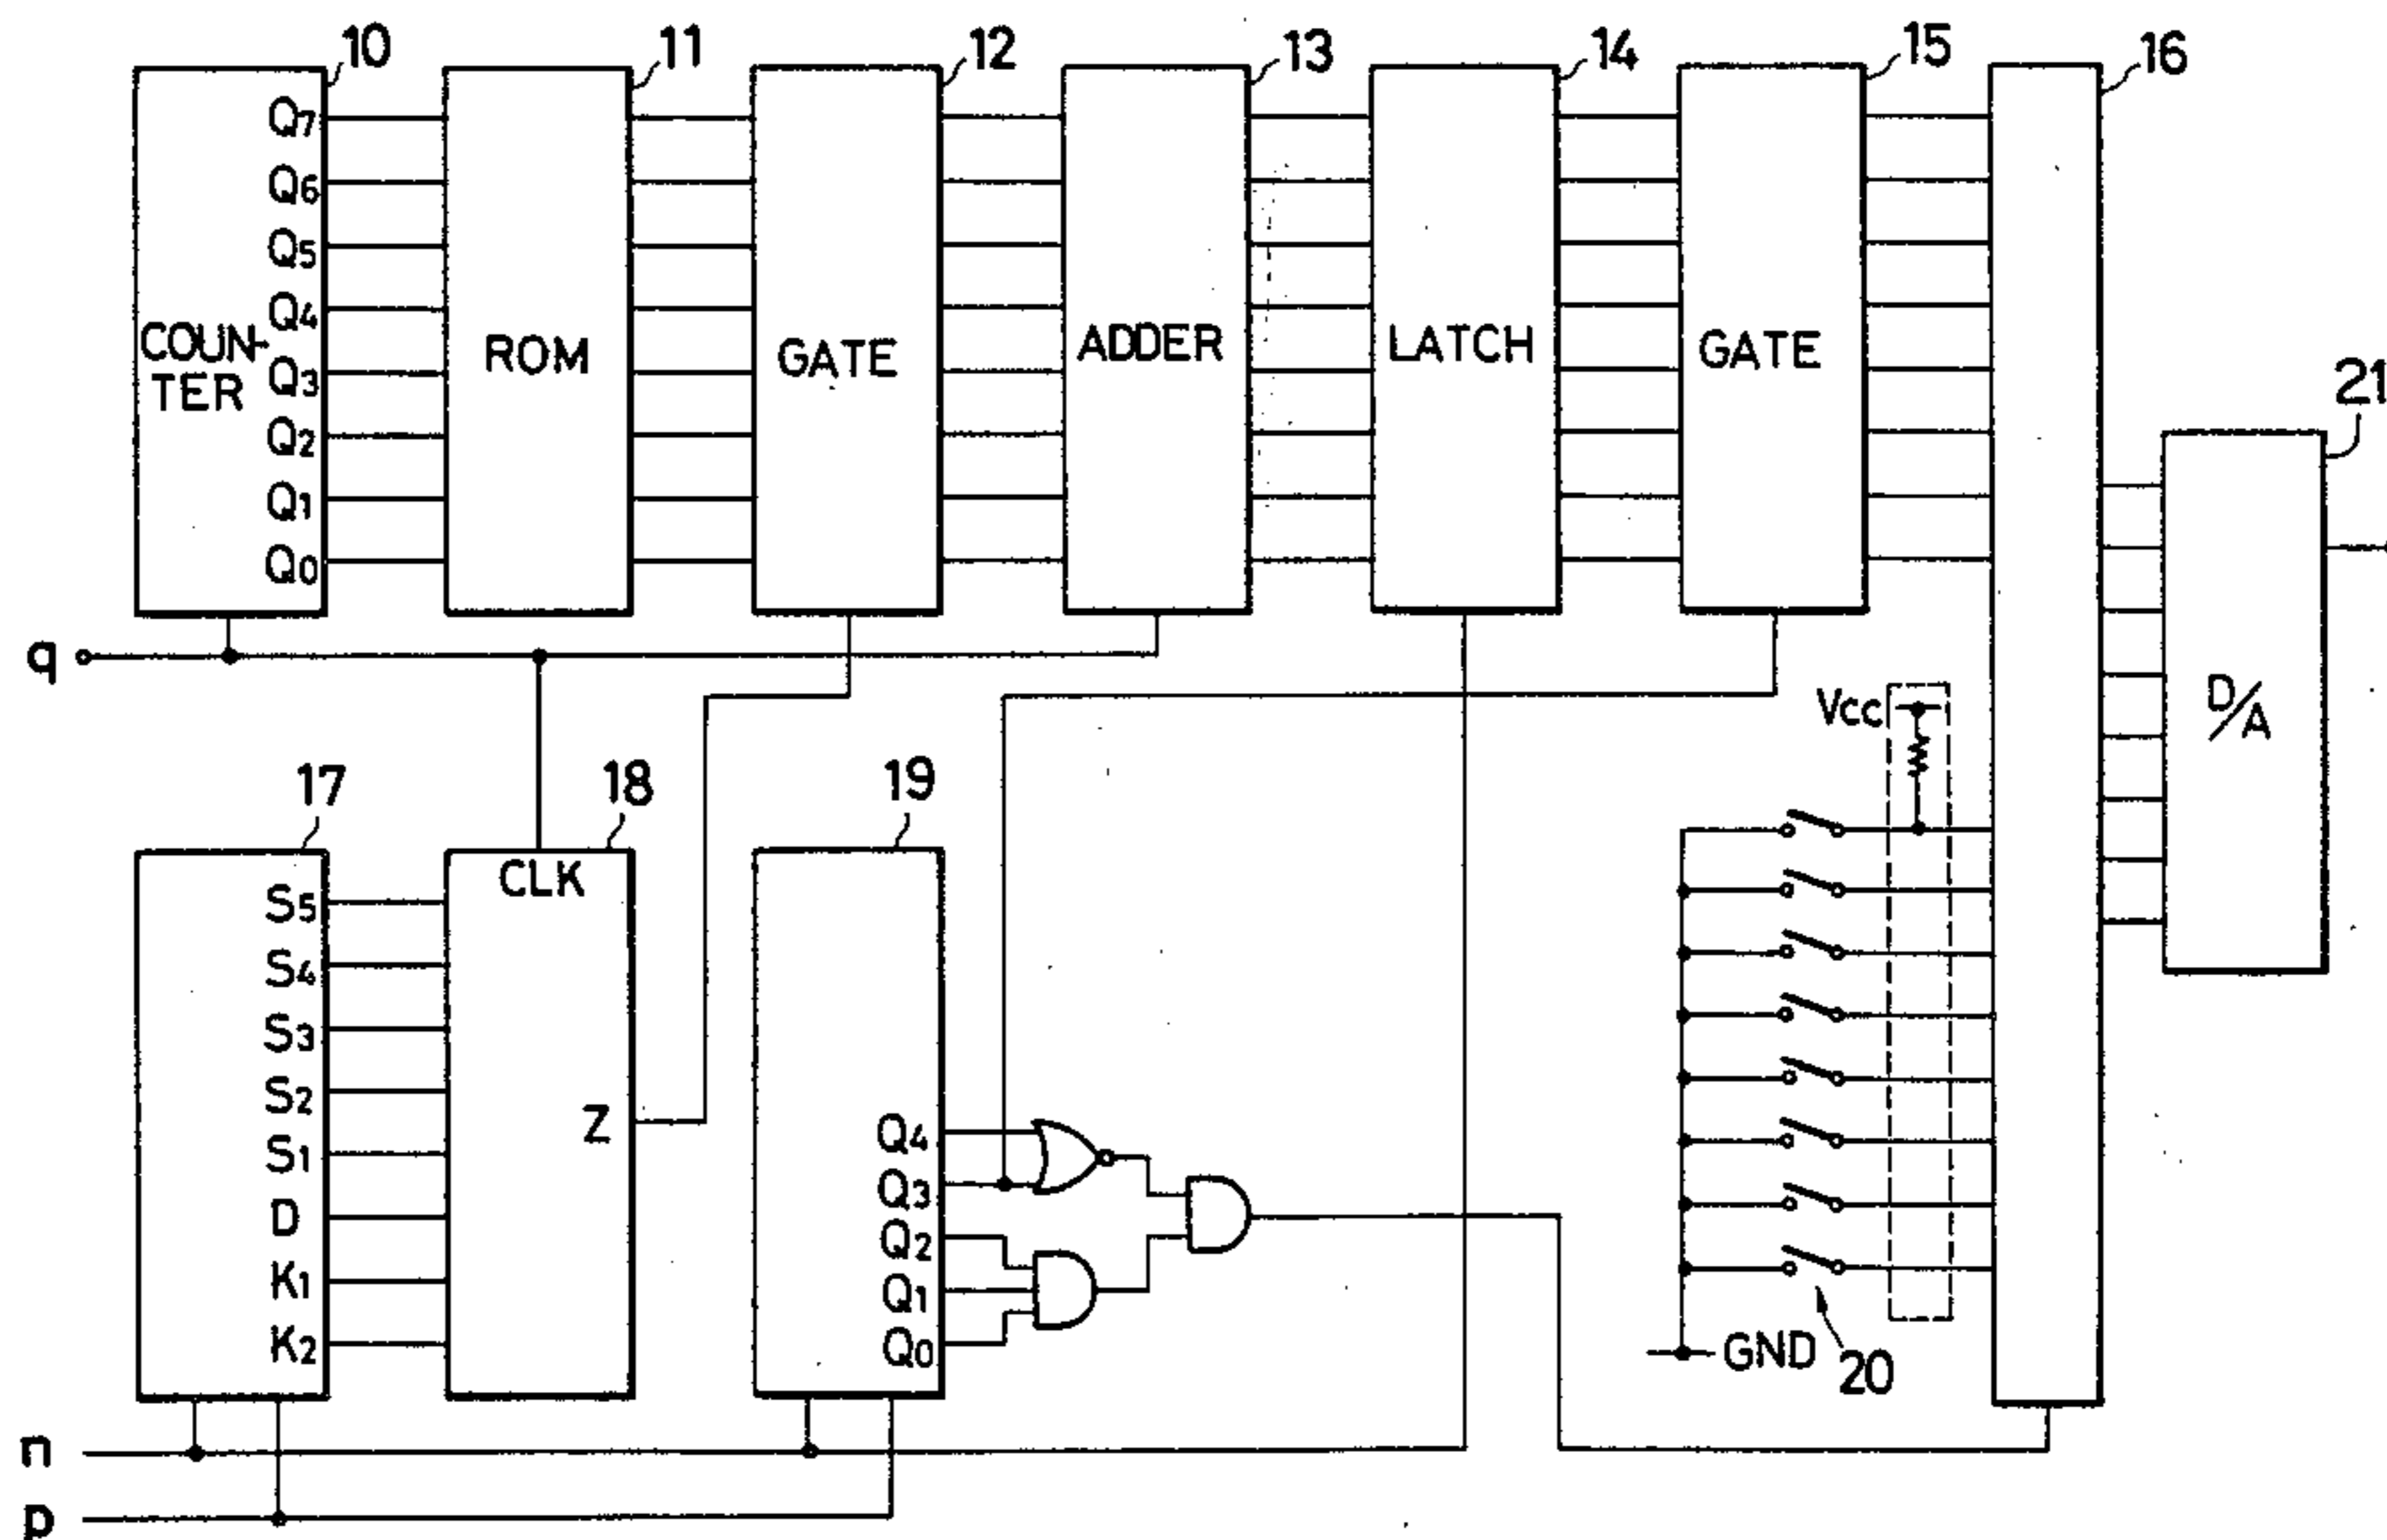 10 11 12 13 14 15 16
Q7
Q6
Q5
Q4
Q3
Q2
Q1
Q0
COUN-
TER
ROM
GATE
ADDER
LATCH
GATE
21
D/A
q
Vcc
17 18 19
CLK
S5
S4
S3
S2
S1
D
K1
K2
Z
Q4
Q3
Q2
Q1
Q0
GND
20
n
p